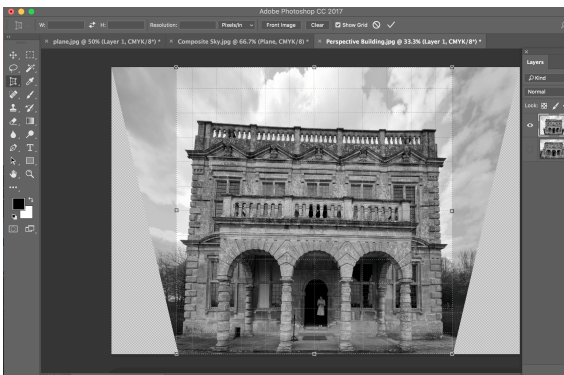 Adobe Photoshop CC 2017
W: H: Resolution: Pixels/in Front Image Clear Show Grid
× plane.jpg @ 50% (Layer 1, CMYK/8*) * × Composite Sky.jpg @ 66.7% (Plane, CMYK/8) * × Perspective Building.jpg @ 33.3% (Layer 1, CMYK/8*) *
Layers
Kind
Normal
Lock: